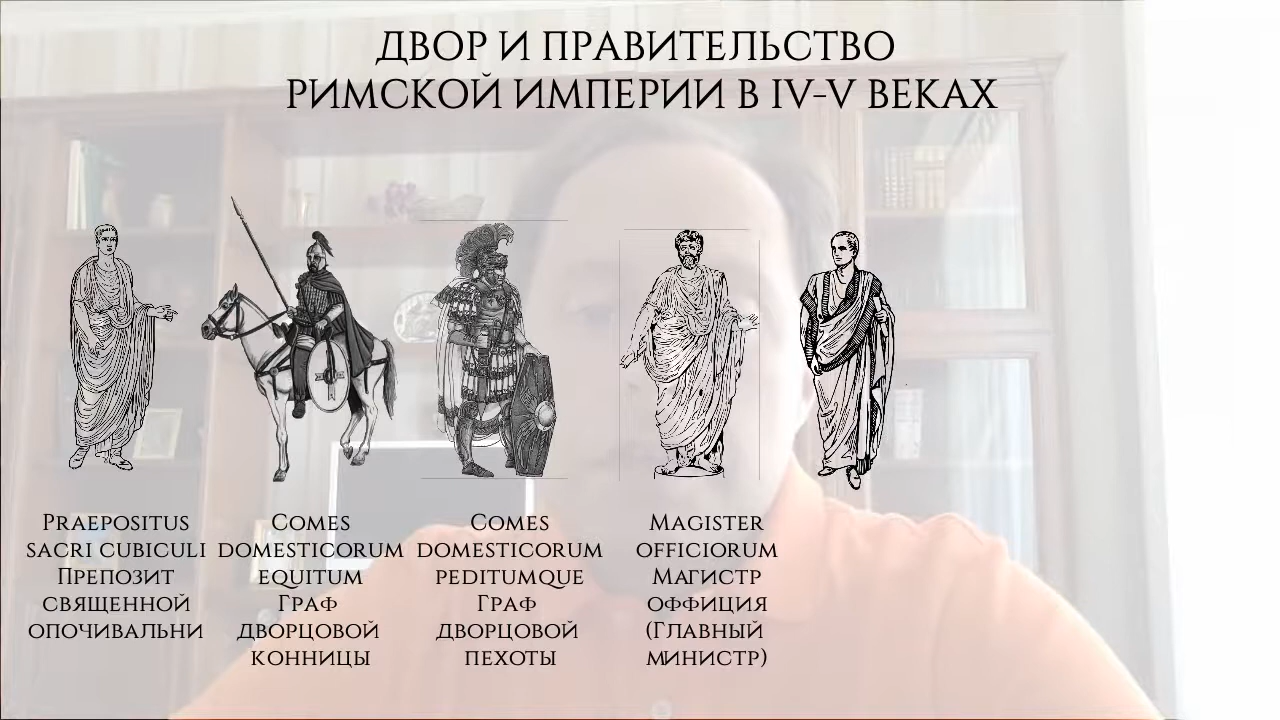 ДВОР И ПРАВИТЕЛЬСТВО
РИМСКОЙ ИМПЕРИИ В IV-V ВЕКАХ
PRAEPOSITUS
SACRI CUBICULI
ПРЕПОЗИТ
СВЯЩЕННОЙ
ОПОЧИВАЛЬНИ
COMES
DOMESTICORUM
EQUITUM
ГРАФ
ДВОРЦОВОЙ
КОННИЦЫ
COMES
DOMESTICORUM
PEDITUMQUE
ГРАФ
ДВОРЦОВОЙ
ПЕХОТЫ
MAGISTER
OFFICIORUM
МАГИСТР
ОФФИЦИЯ
(ГЛАВНЫЙ
МИНИСТР)